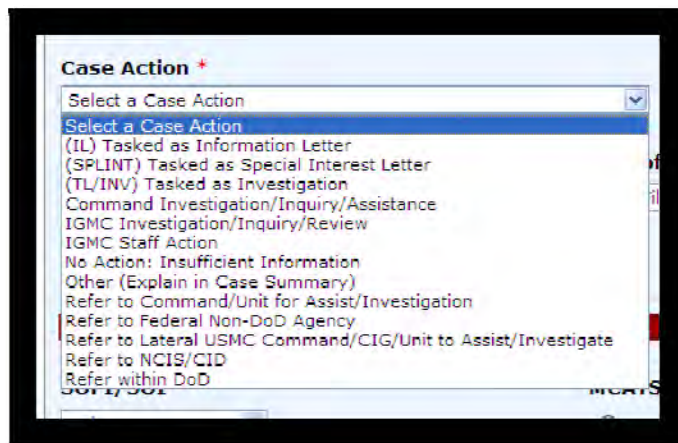 Case Action *
Select a Case Action
Select a Case Action
(IL) Tasked as Information Letter
(SPLINT) Tasked as Special Interest Letter
(TL/INV) Tasked as Investigation
Command Investigation/Inquiry/Assistance
IGMC Investigation/Inquiry/Review
IGMC Staff Action
No Action: Insufficient Information
Other (Explain in Case Summary)
Refer to Command/Unit for Assist/Investigation
Refer to Federal Non-DoD Agency
Refer to Lateral USMC Command/CIG/Unit to Assist/Investigate
Refer to NCIS/CID
Refer within DoD